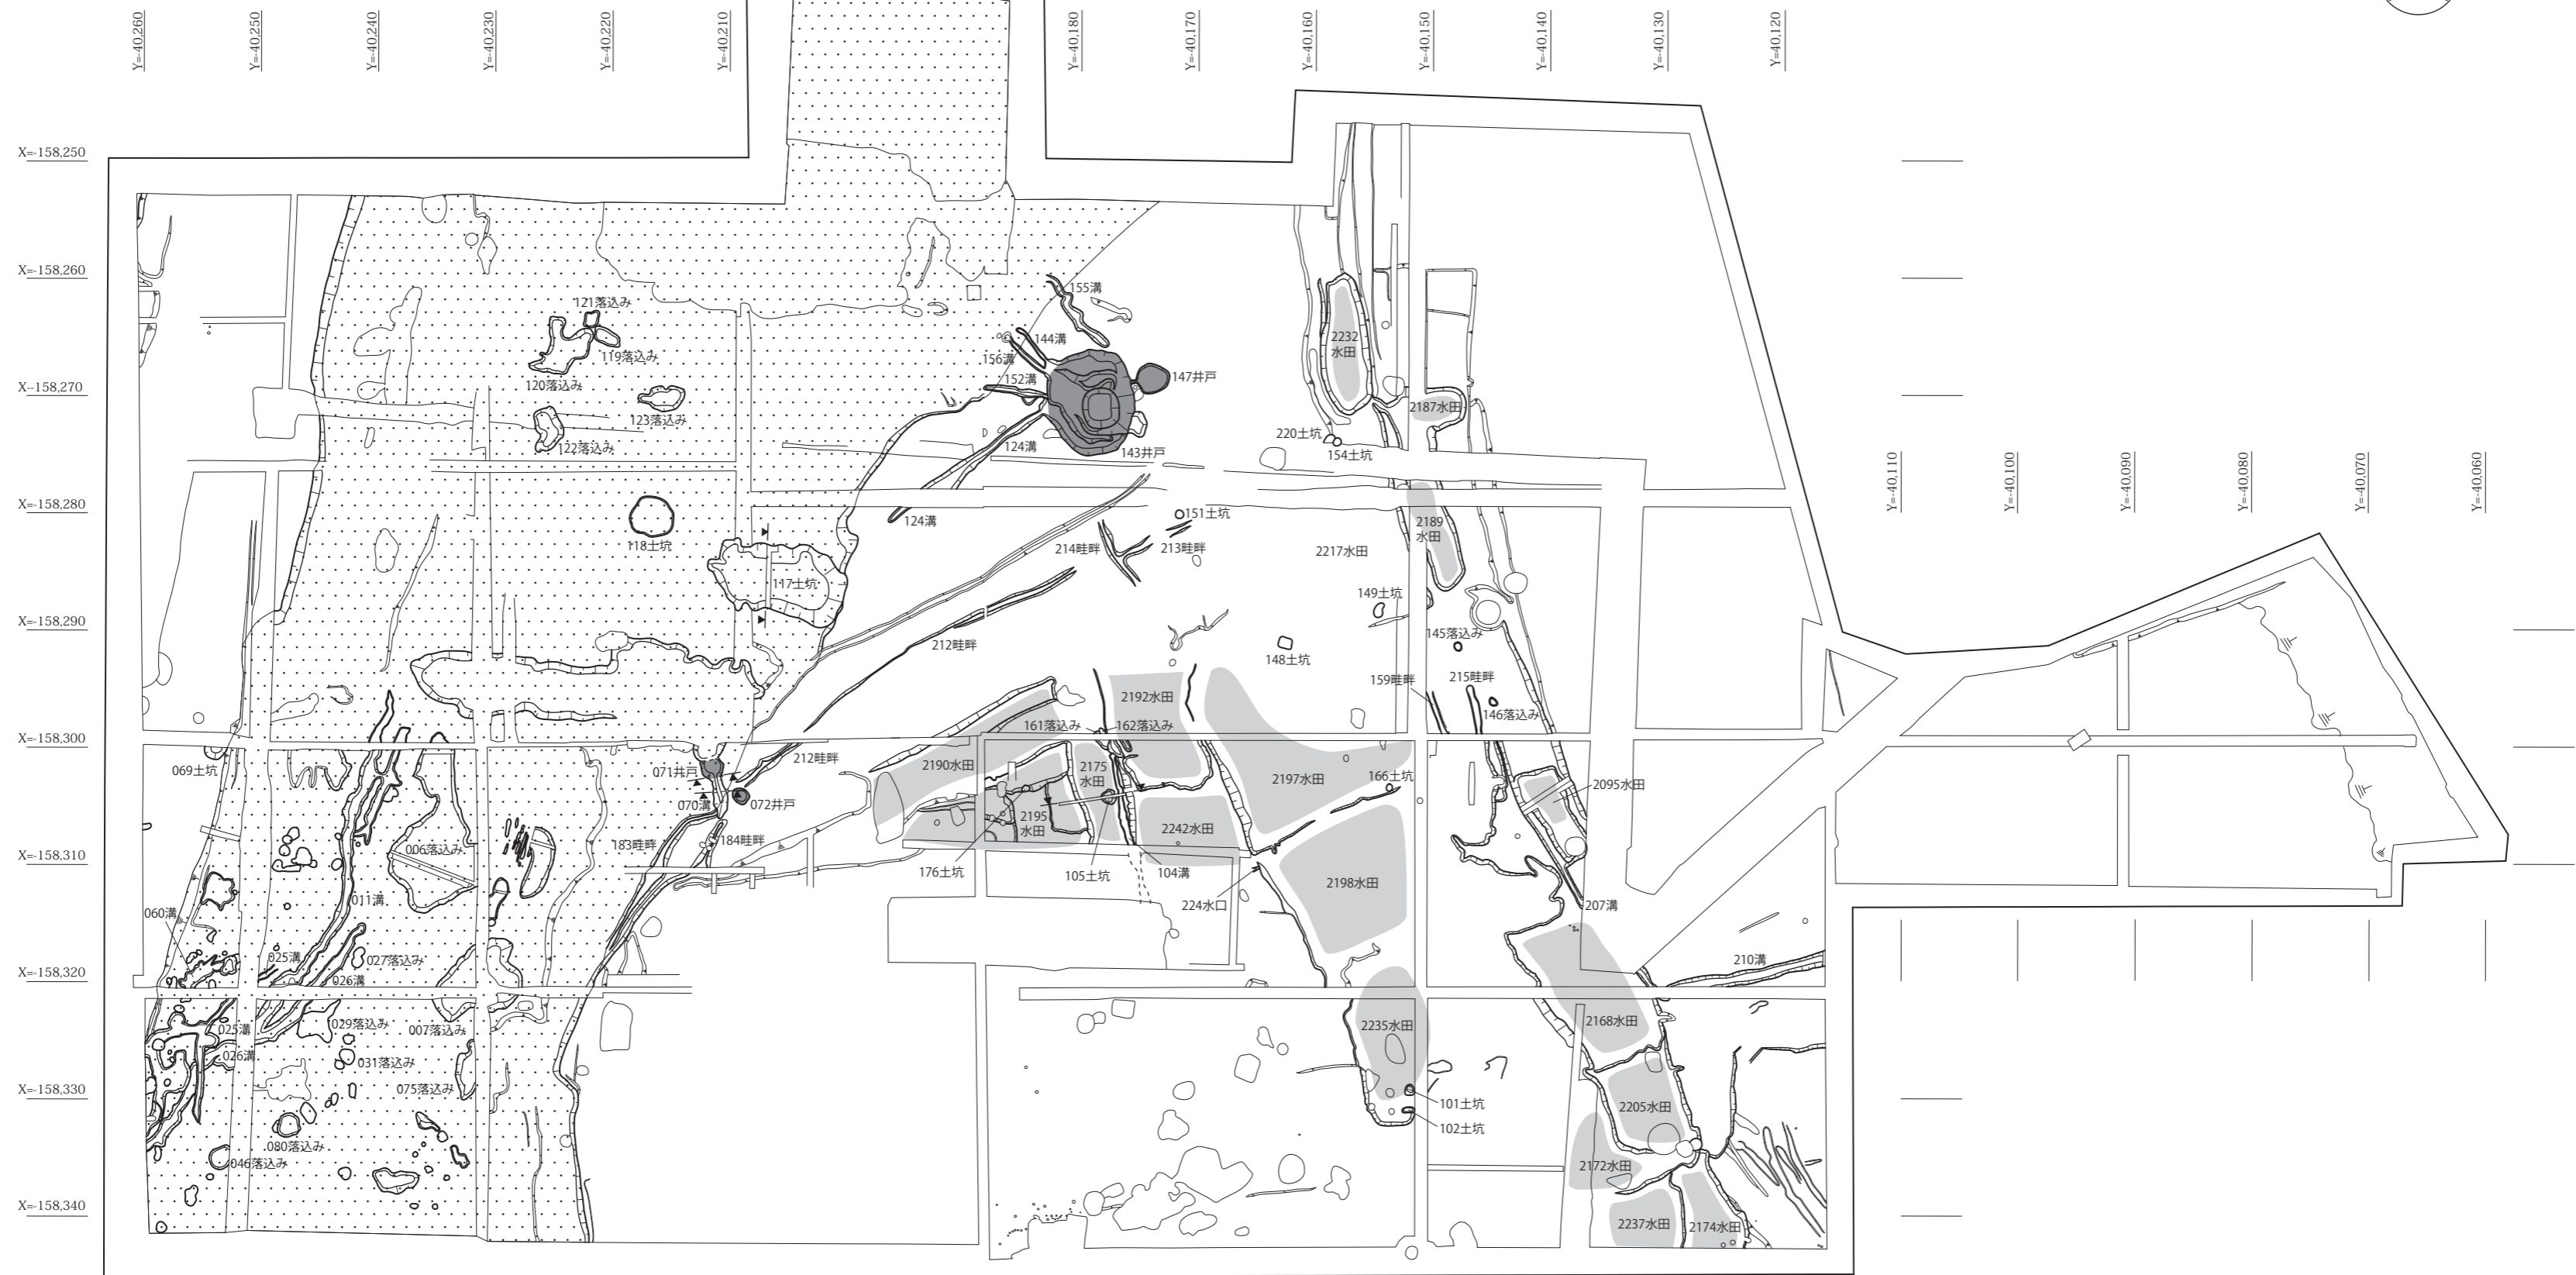 Y=-40,260
Y=-40,250
Y=-40,240
Y=-40,230
Y=-40,220
Y=-40,210
Y=-40,180
Y=-40,170
Y=-40,160
Y=-40,150
Y=-40,140
Y=-40,130
Y=-40,120
X=-158,250
X=-158,260
X=-158,270
X=-158,280
X=-158,290
X=-158,300
X=-158,310
X=-158,320
X=-158,330
X=-158,340
Y=-40,110
Y=-40,100
Y=-40,090
Y=-40,080
Y=-40,070
Y=-40,060
121落込み
119落込み
120落込み
123落込み
122落込み
118土坑
117土坑
155溝
144溝
156溝
152溝
147井戸
124溝
143井戸
124溝
2232
水田
2187水田
220土坑
154土坑
2189
水田
151土坑
214畦畔
213畦畔
2217水田
149土坑
145落込み
148土坑
212畦畔
159畦畔
215畦畔
146落込み
2192水田
161落込み
162落込み
069土坑
071井戸
212畦畔
2190水田
2175
水田
2197水田
166土坑
2095水田
070溝
072井戸
2195
水田
2242水田
183畦畔
184畦畔
006落込み
176土坑
105土坑
104溝
2198水田
011溝
060溝
224水口
207溝
025溝
027落込み
026溝
210溝
025溝
029落込み
007落込み
2235水田
2168水田
026溝
031落込み
075落込み
101土坑
2205水田
102土坑
080落込み
046落込み
2172水田
2237水田
2174水田